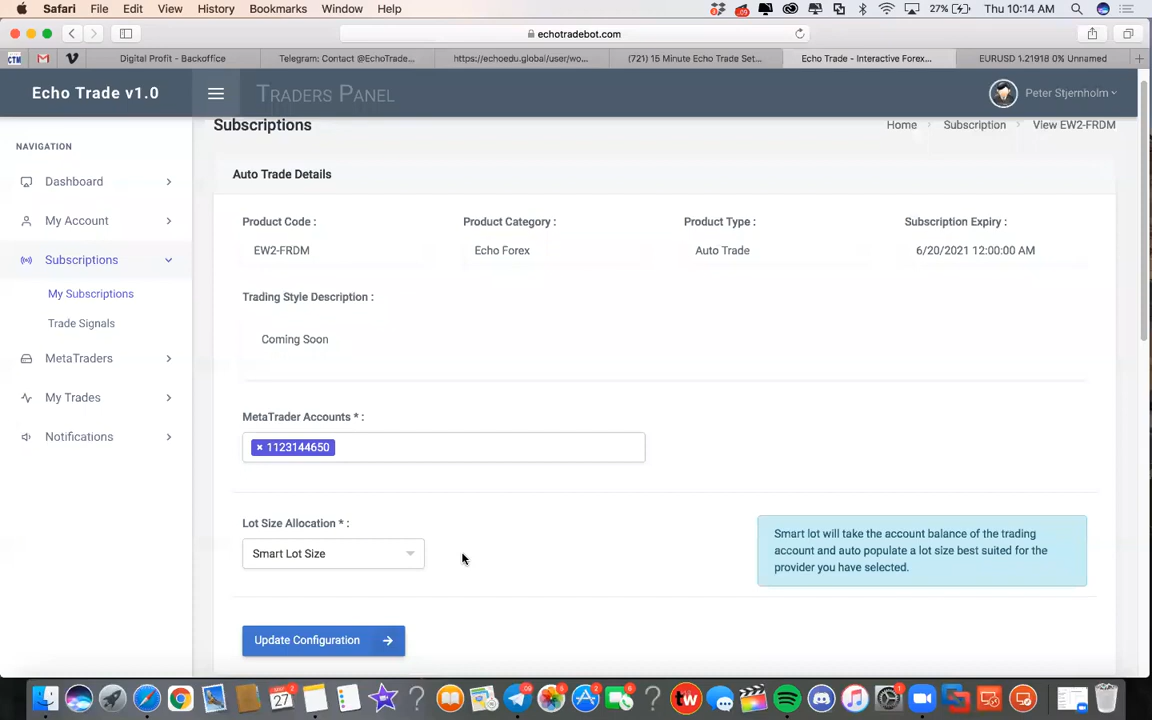 Safari File Edit View History Bookmarks Window Help 27% Thu 10:14 AM
echotradebot.com
CTM Digital Profit - Backoffice Telegram: Contact @EchoTrade... https://echoedu.global/user/wo... (721) 15 Minute Echo Trade Set... Echo Trade - Interactive Forex... EURUSD 1.21918 0% Unnamed
Echo Trade v1.0 TRADERS PANEL Peter Stjernholm
Subscriptions Home Subscription View EW2-FRDM
NAVIGATION
Auto Trade Details
Dashboard
Product Code : Product Category : Product Type : Subscription Expiry :
My Account
EW2-FRDM Echo Forex Auto Trade 6/20/2021 12:00:00 AM
Subscriptions
My Subscriptions
Trading Style Description :
Trade Signals
Coming Soon
MetaTraders
My Trades
MetaTrader Accounts * :
Notifications
× 1123144650
Lot Size Allocation * :
Smart Lot Size
Smart lot will take the account balance of the trading
account and auto populate a lot size best suited for the
provider you have selected.
Update Configuration
27
tw